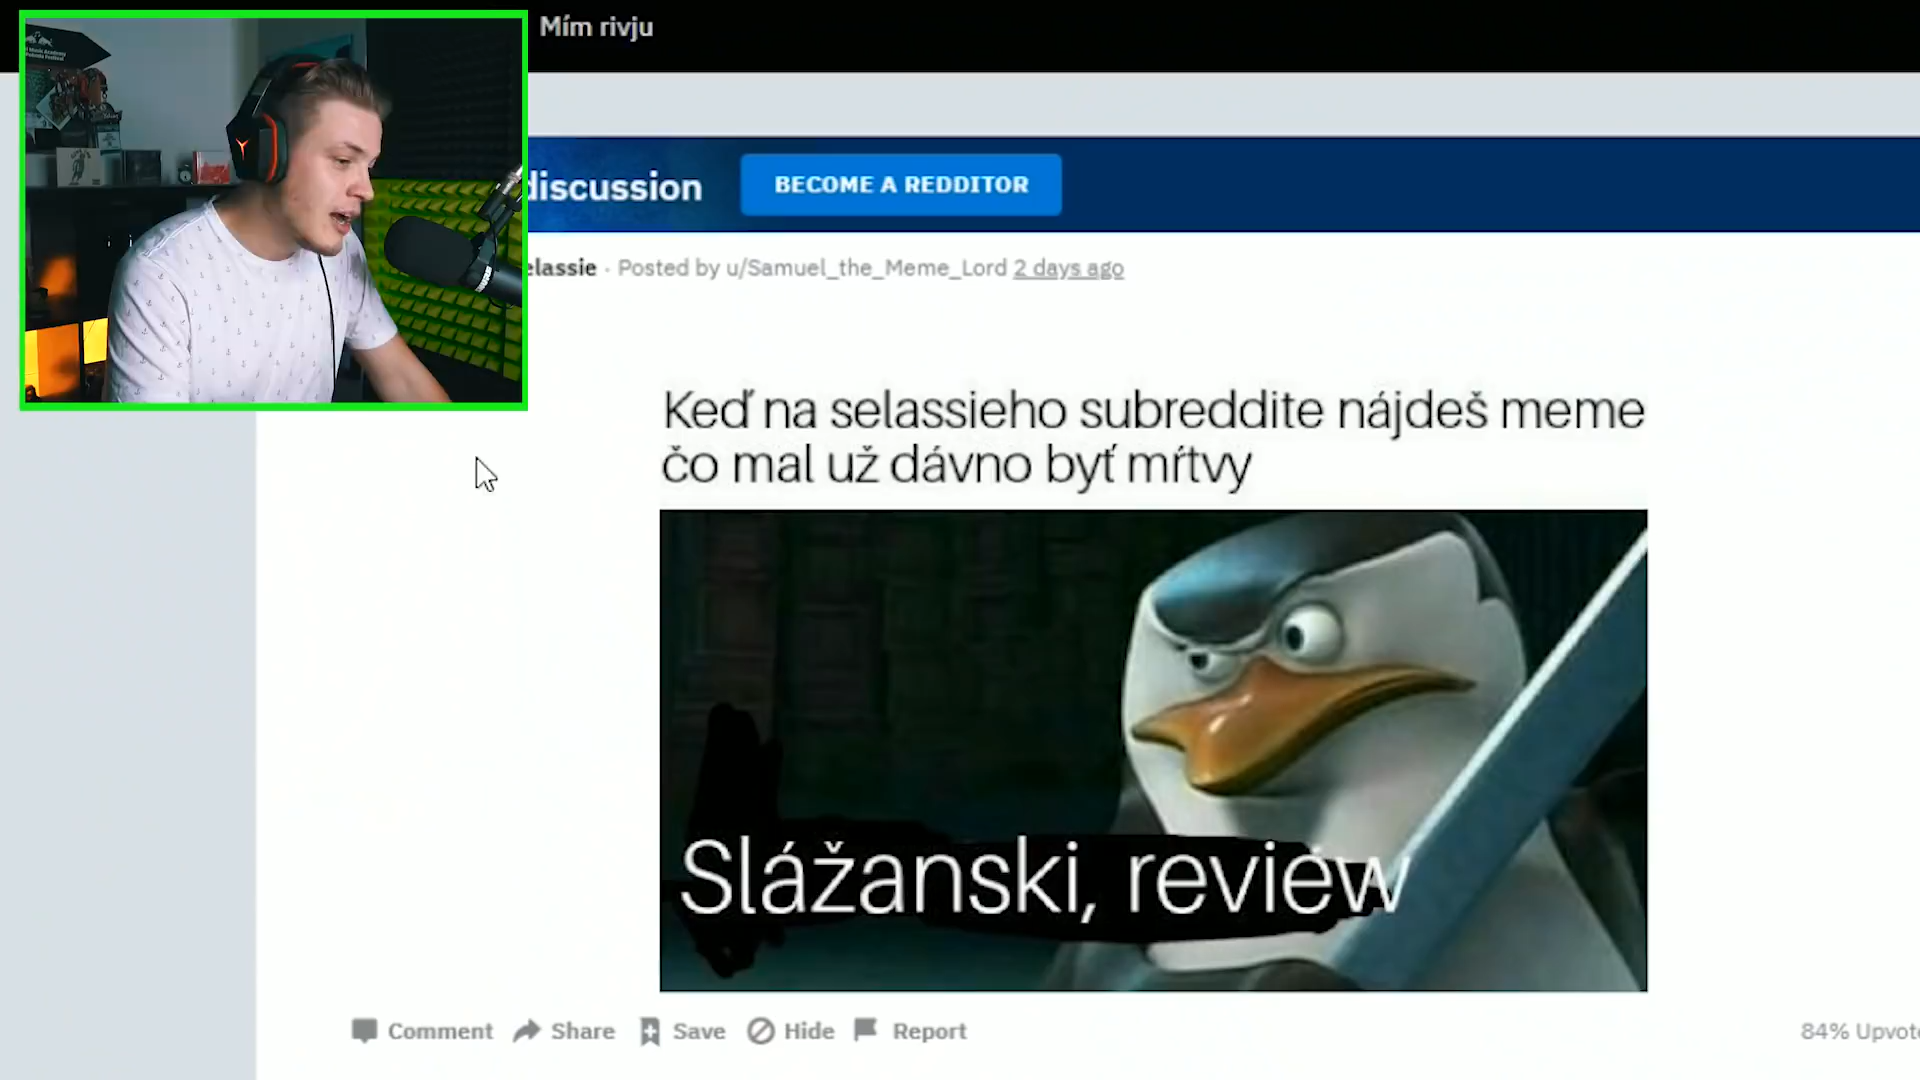 Mím rivju
discussion
BECOME A REDDITOR
elassie · Posted by u/Samuel_the_Meme_Lord 2 days ago
Keď na selassieho subreddite nájdeš meme
čo mal už dávno byť mŕtvy
Slážanski, review
Comment Share Save Hide Report
84% Upvote